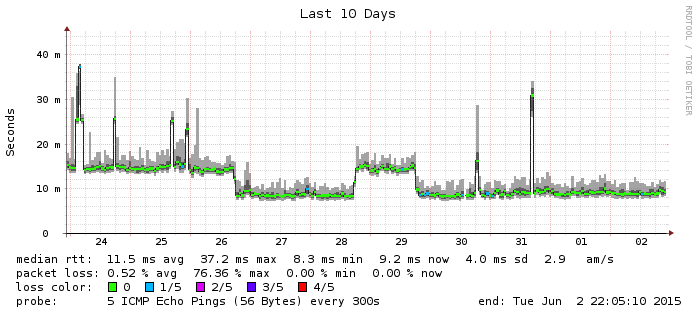 Last 10 Days
RRDTOOL / TOBI OETIKER
Seconds
40 m
30 m
20 m
10 m
0
24 25 26 27 28 29 30 31 01 02
median rtt: 11.5 ms avg 37.2 ms max 8.3 ms min 9.2 ms now 4.0 ms sd 2.9 am/s
packet loss: 0.52 % avg 76.36 % max 0.00 % min 0.00 % now
loss color: 0 1/5 2/5 3/5 4/5
probe: 5 ICMP Echo Pings (56 Bytes) every 300s end: Tue Jun 2 22:05:10 2015